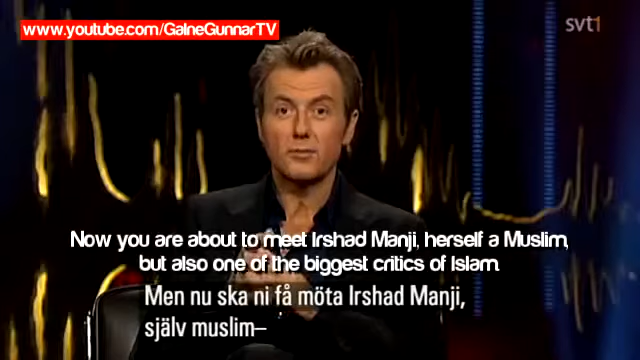 www.youtube.com/GalneGunnarTV
svt1
Now you are about to meet Irshad Manji, herself a Muslim,
but also one of the biggest critics of Islam.
Men nu ska ni få möta Irshad Manji,
själv muslim–